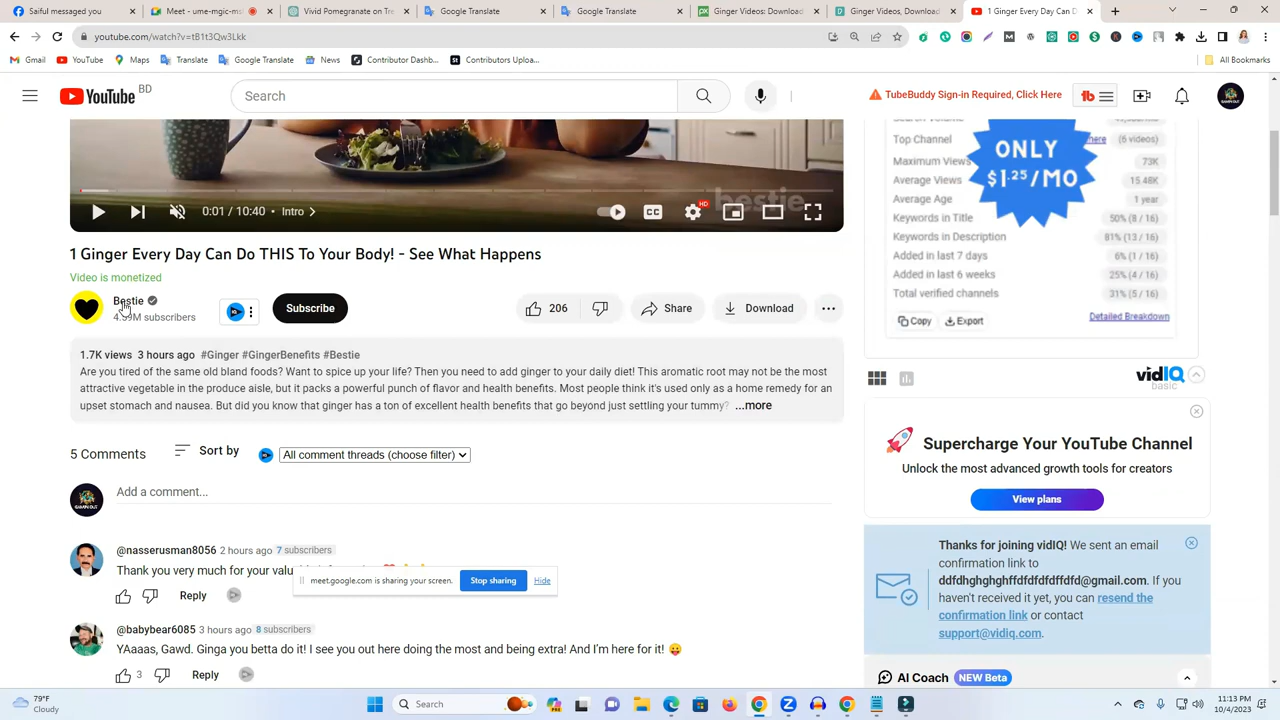 Saiful messaged you
Meet - ume-mgic-ms
Vivid Pomegranate on Tre
Google Translate
Google Translate
Ginger Videos: Download
Ginger Videos, Download
1 Ginger Every Day Can D
youtube.com/watch?v=tB1t3Qw3Lkk
Gmail
YouTube
Maps
Translate
Google Translate
News
Contributor Dashb...
Contributors Uploa...
All Bookmarks
YouTube BD
Search
TubeBuddy Sign-in Required, Click Here
bestie
0:01 / 10:40 • Intro
CC
HD
Top Channel
here
(6 videos)
Maximum Views
73K
Average Views
15.48K
Average Age
1 year
Keywords in Title
50% (8 / 16)
Keywords in Description
81% (13 / 16)
Added in last 7 days
6% (1 / 16)
Added in last 6 weeks
25% (4 / 16)
Total verified channels
31% (5 / 16)
ONLY
$1.25/MO
Copy
Export
Detailed Breakdown
1 Ginger Every Day Can Do THIS To Your Body! - See What Happens
Video is monetized
Bestie
4.39M subscribers
Subscribe
206
Share
Download
1.7K views 3 hours ago #Ginger #GingerBenefits #Bestie
Are you tired of the same old bland foods? Want to spice up your life? Then you need to add ginger to your daily diet! This aromatic root may not be the most
attractive vegetable in the produce aisle, but it packs a powerful punch of flavor and health benefits. Most people think it's used only as a home remedy for an
upset stomach and nausea. But did you know that ginger has a ton of excellent health benefits that go beyond just settling your tummy? ...more
5 Comments
Sort by
All comment threads (choose filter)
Add a comment...
@nasserusman8056 2 hours ago 7 subscribers
Thank you very much for your valu
Reply
meet.google.com is sharing your screen.
Stop sharing
Hide
@babybear6085 3 hours ago 8 subscribers
YAaaas, Gawd. Ginga you betta do it! I see you out here doing the most and being extra! And I'm here for it! 😛
3
Reply
vidIQ
basic
Supercharge Your YouTube Channel
Unlock the most advanced growth tools for creators
View plans
Thanks for joining vidIQ! We sent an email
confirmation link to
ddfdghghghffdfdfdfdffdfd@gmail.com. If you
haven't received it yet, you can resend the
confirmation link or contact
support@vidiq.com.
AI Coach NEW Beta
79°F
Cloudy
Search
11:13 PM
10/4/2023